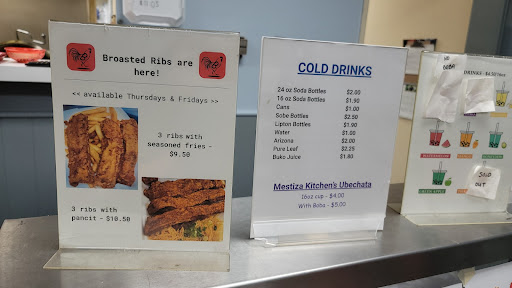 Broasted Ribs are
here!
<< available Thursdays & Fridays >>
3 ribs with
seasoned fries -
$9.50
3 ribs with
pancit - $10.50
COLD DRINKS
24 oz Soda Bottles $2.00
16 oz Soda Bottles $1.90
Cans $1.00
Sobe Bottles $2.50
Lipton Bottles $1.90
Water $1.00
Arizona $2.00
Pure Leaf $2.25
Buko Juice $1.80
Mestiza Kitchen's Ubechata
16oz cup - $4.00
With Boba - $5.00
BOBA
DRINKS
SOLD
OUT